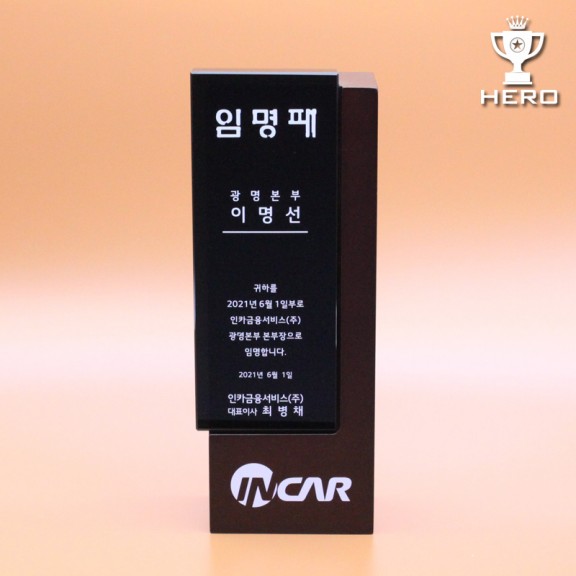 HERO
임명패
광명본부
이명선
귀하를
2021년 6월 1일부로
인카금융서비스(주)
광명본부 본부장으로
임명합니다.
2021년 6월 1일
인카금융서비스(주)
대표이사 최병채
INCAR